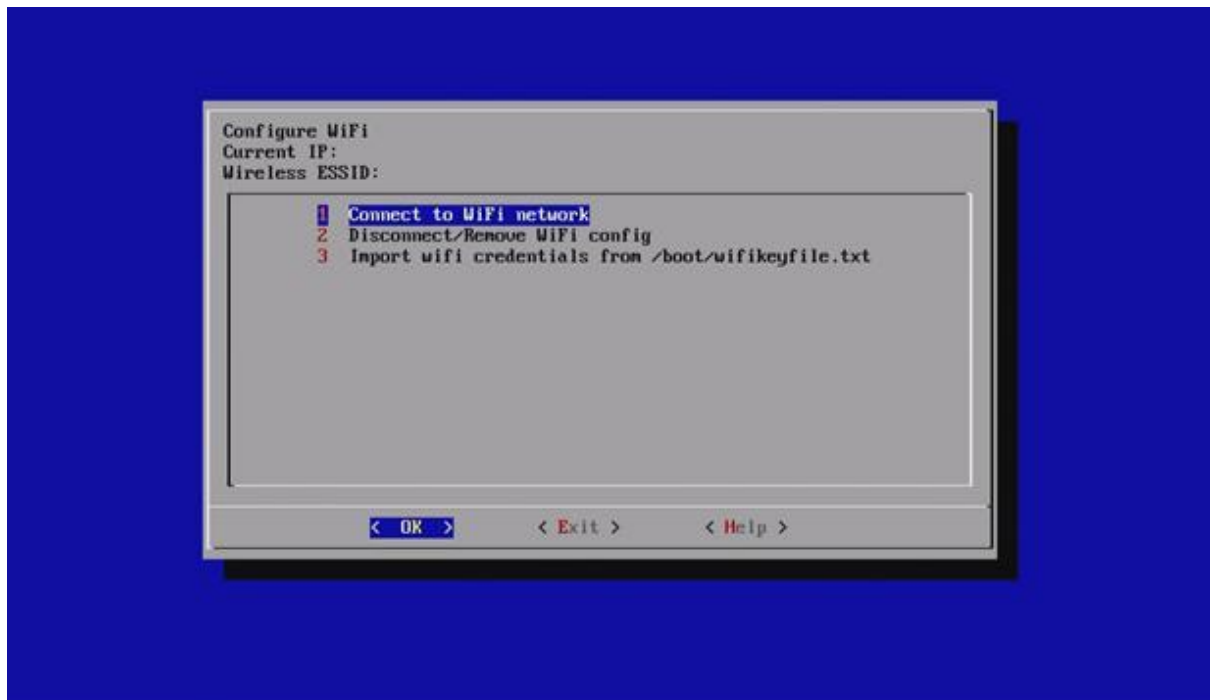 Configure WiFi
Current IP:
Wireless ESSID:
1 Connect to WiFi network
2 Disconnect/Remove WiFi config
3 Import wifi credentials from /boot/wifikeyfile.txt
< OK > < Exit > < Help >